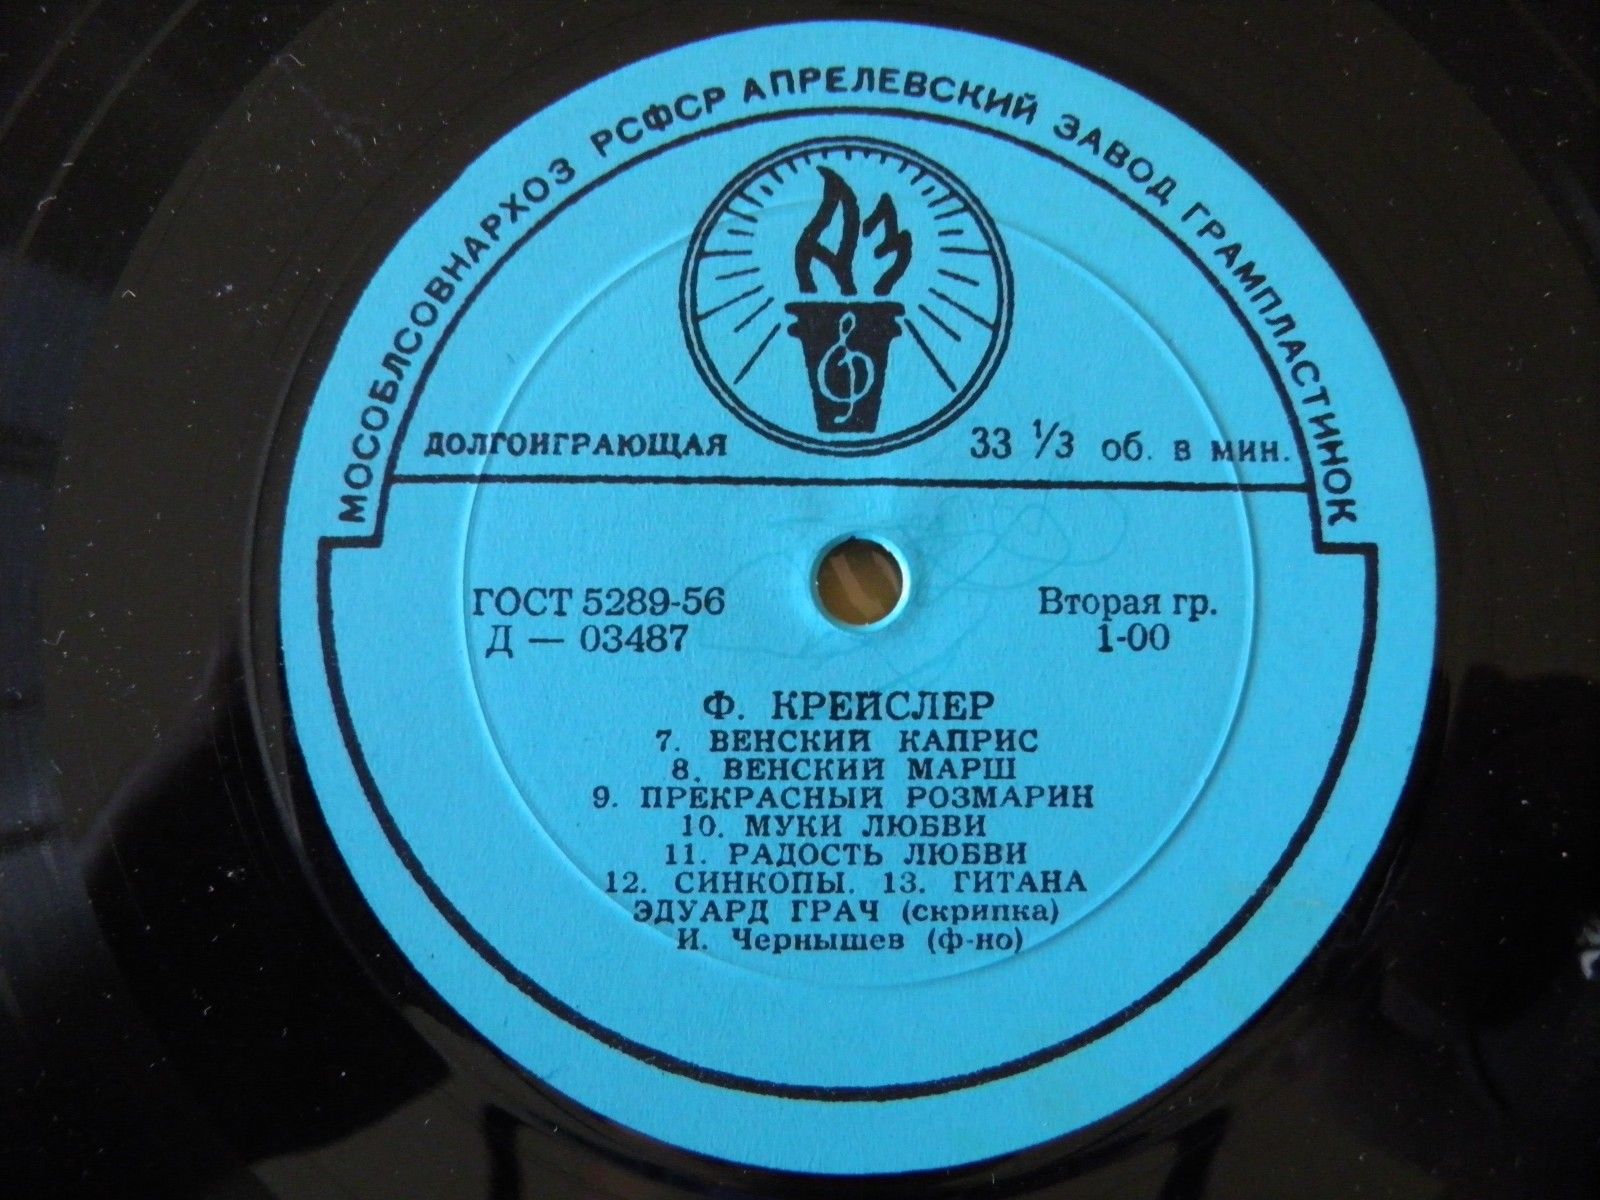 МОСОБЛСОВНАРХОЗ РСФСР АПРЕЛЕВСКИЙ ЗАВОД ГРАМПЛАСТИНОК
АЗ
ДОЛГОИГРАЮЩАЯ 33 1/3 об. в мин.
ГОСТ 5289-56 Вторая гр.
Д — 03487 1-00
Ф. КРЕЙСЛЕР
7. ВЕНСКИЙ КАПРИС
8. ВЕНСКИЙ МАРШ
9. ПРЕКРАСНЫЙ РОЗМАРИН
10. МУКИ ЛЮБВИ
11. РАДОСТЬ ЛЮБВИ
12. СИНКОПЫ. 13. ГИТАНА
ЭДУАРД ГРАЧ (скрипка)
И. Чернышев (ф-но)